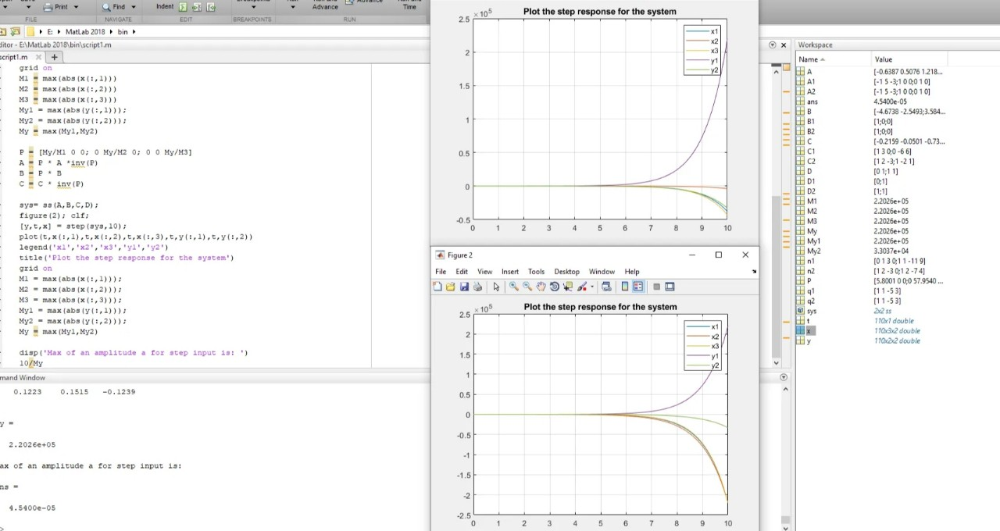 Print
Find
Indent
Advance
Advance
Time
FILE
NAVIGATE
EDIT
BREAKPOINTS
RUN
E: MatLab 2018 bin
ditor - E:\MatLab 2018\bin\script1.m
script1.m
+
grid on
M1 = max(abs(x(:,1)))
M2 = max(abs(x(:,2)))
M3 = max(abs(x(:,3)))
My1 = max(abs(y(:,1)));
My2 = max(abs(y(:,2)));
My = max(My1,My2)
P = [My/M1 0 0; 0 My/M2 0; 0 0 My/M3]
A = P * A *inv(P)
B = P * B
C = C * inv(P)
sys= ss(A,B,C,D);
figure(2); clf;
[y,t,x] = step(sys,10);
plot(t,x(:,1),t,x(:,2),t,x(:,3),t,y(:,1),t,y(:,2))
legend('x1','x2','x3','y1','y2')
title('Plot the step response for the system')
grid on
M1 = max(abs(x(:,1)));
M2 = max(abs(x(:,2)));
M3 = max(abs(x(:,3)));
My1 = max(abs(y(:,1)));
My2 = max(abs(y(:,2)));
My = max(My1,My2)
disp('Max of an amplitude a for step input is: ')
10/My
mand Window
0.1223 0.1515 -0.1239
y =
2.2026e+05
ax of an amplitude a for step input is:
ns =
4.5400e-05
Plot the step response for the system
× 10^5
2.5
2
1.5
1
0.5
0
-0.5
0 1 2 3 4 5 6 7 8 9 10
x1
x2
x3
y1
y2
Figure 2
File Edit View Insert Tools Desktop Window Help
Plot the step response for the system
× 10^5
2.5
2
1.5
1
0.5
0
-0.5
-1
-1.5
-2
-2.5
0 1 2 3 4 5 6 7 8 9 10
x1
x2
x3
y1
y2
Workspace
Name Value
A [-0.6387 0.5076 1.218...
A1 [-1 5 -3;1 0 0;0 1 0]
A2 [-1 5 -3;1 0 0;0 1 0]
ans 4.5400e-05
B [-4.6738 -2.5493;3.584...
B1 [1;0;0]
B2 [1;0;0]
C [-0.2159 -0.0501 -0.73...
C1 [1 3 0;0 -6 6]
C2 [1 2 -3;1 -2 1]
D [0 1;1 1]
D1 [0;1]
D2 [1;1]
M1 2.2026e+05
M2 2.2026e+05
M3 2.2026e+05
My 2.2026e+05
My1 2.2026e+05
My2 3.3037e+04
n1 [0 1 3 0;1 1 -11 9]
n2 [1 2 -3 0;1 2 -7 4]
P [5.8001 0 0;0 57.9540 ...
q1 [1 1 -5 3]
q2 [1 1 -5 3]
sys 2x2 ss
t 110x1 double
x 110x3x2 double
y 110x2x2 double